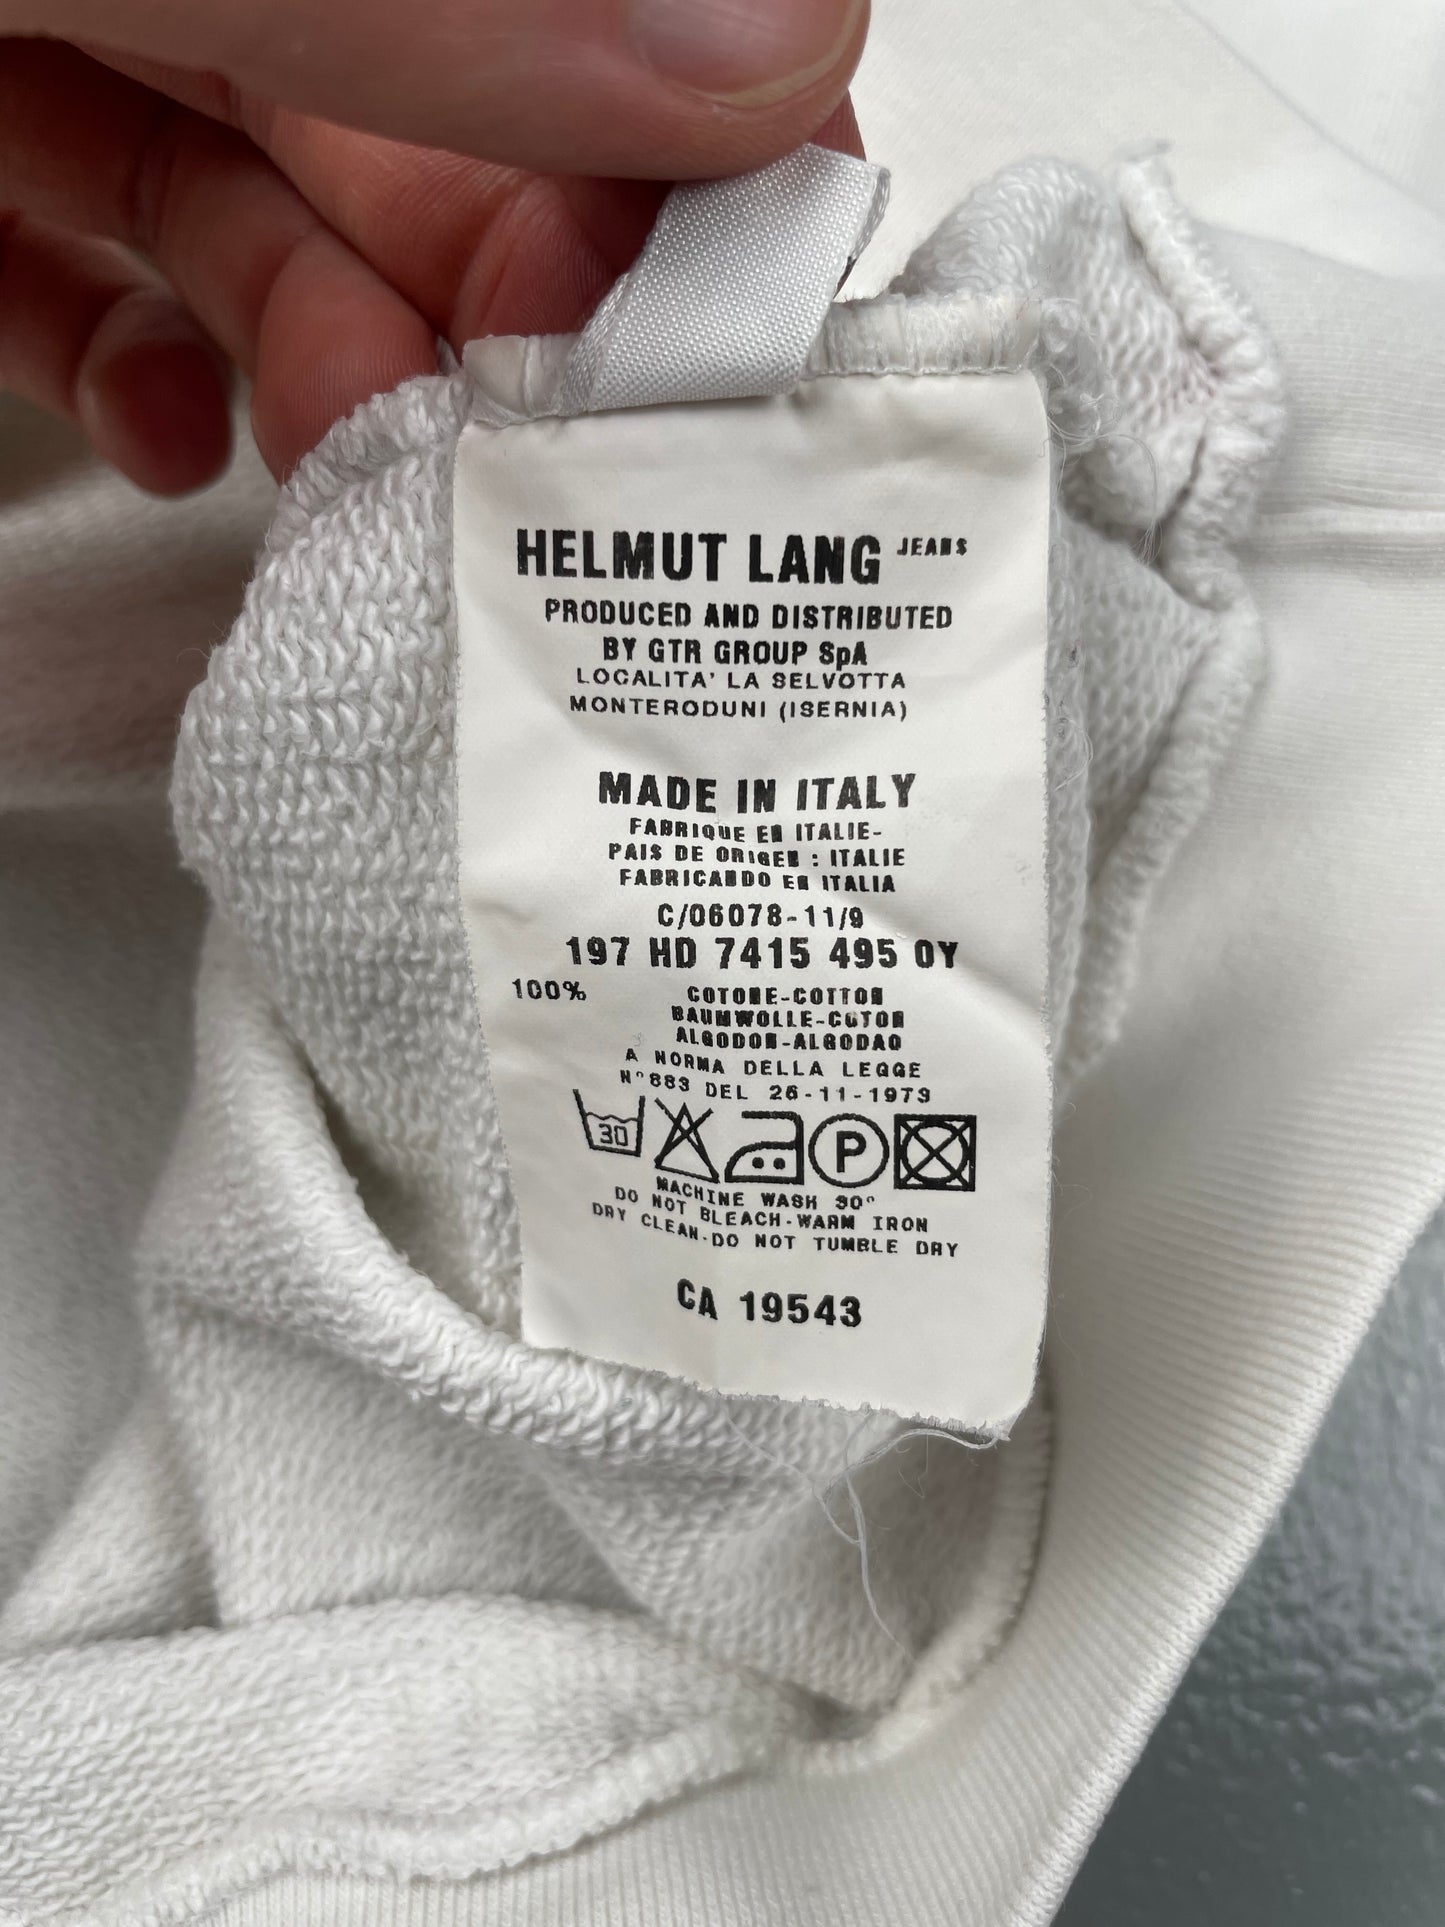 HELMUT LANG JEANS
PRODUCED AND DISTRIBUTED
BY GTR GROUP SpA
LOCALITA' LA SELVOTTA
MONTERODUNI (ISERNIA)
MADE IN ITALY
FABRIQUE EN ITALIE-
PAIS DE ORIGEN : ITALIE
FABRICANDO EN ITALIA
C/06078-11/9
197 HD 7415 495 0Y
100% COTONE-COTTON
BAUMWOLLE-COTON
ALGODON-ALGODAO
A NORMA DELLA LEGGE
N°883 DEL 26-11-1973
30 P
MACHINE WASH 30°
DO NOT BLEACH-WARM IRON
DRY CLEAN-DO NOT TUMBLE DRY
CA 19543